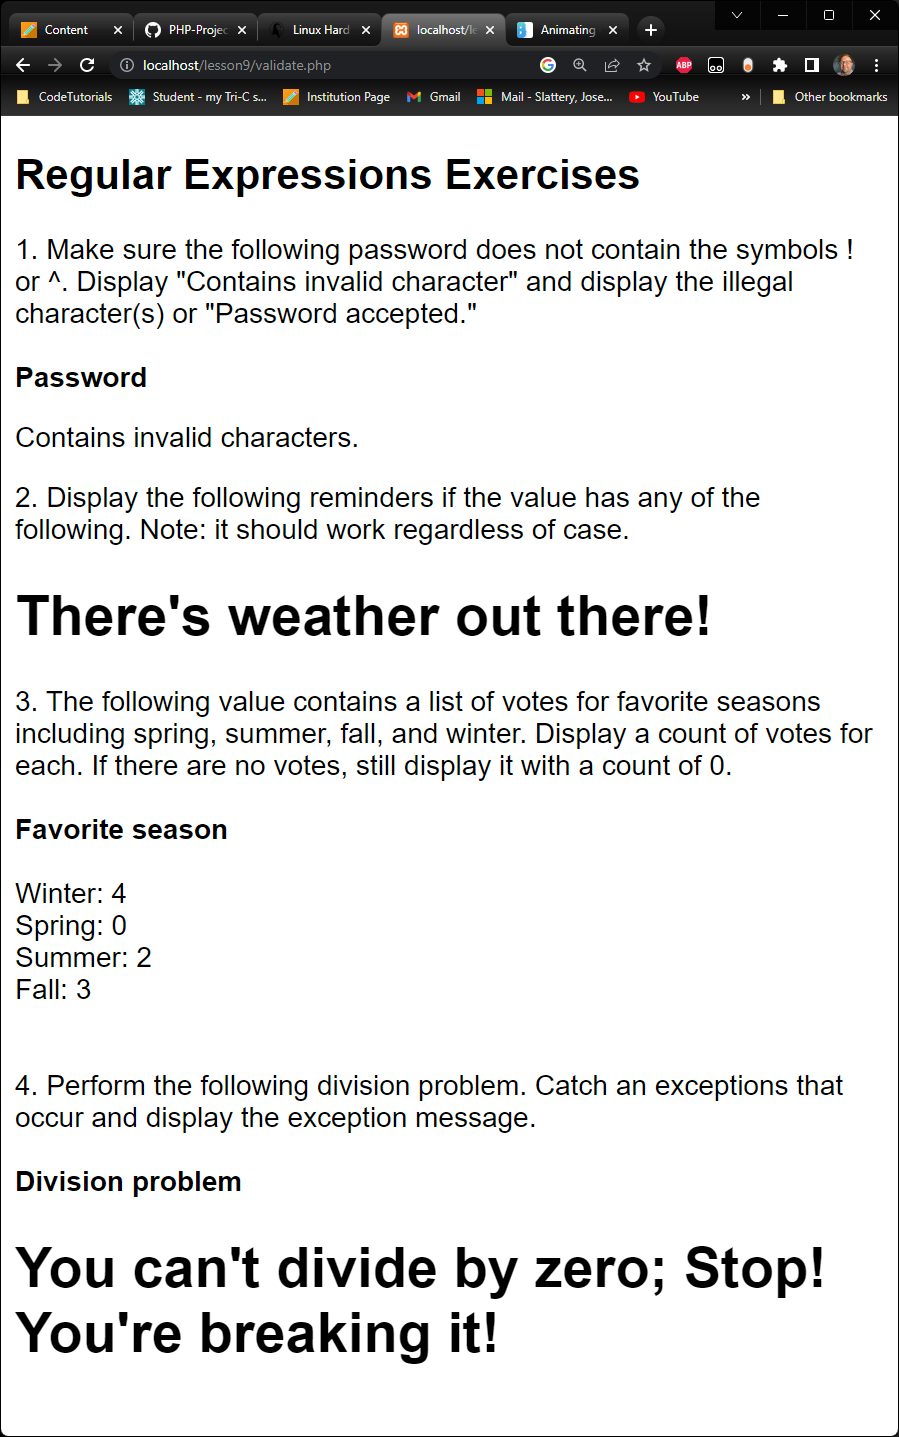 Content
PHP-Projec
Linux Hard
localhost/le
Animating
localhost/lesson9/validate.php
ABP
CodeTutorials
Student - my Tri-C s...
Institution Page
Gmail
Mail - Slattery, Jose...
YouTube
»
Other bookmarks
Regular Expressions Exercises
1. Make sure the following password does not contain the symbols !
or ^. Display "Contains invalid character" and display the illegal
character(s) or "Password accepted."
Password
Contains invalid characters.
2. Display the following reminders if the value has any of the
following. Note: it should work regardless of case.
There's weather out there!
3. The following value contains a list of votes for favorite seasons
including spring, summer, fall, and winter. Display a count of votes for
each. If there are no votes, still display it with a count of 0.
Favorite season
Winter: 4
Spring: 0
Summer: 2
Fall: 3
4. Perform the following division problem. Catch an exceptions that
occur and display the exception message.
Division problem
You can't divide by zero; Stop!
You're breaking it!